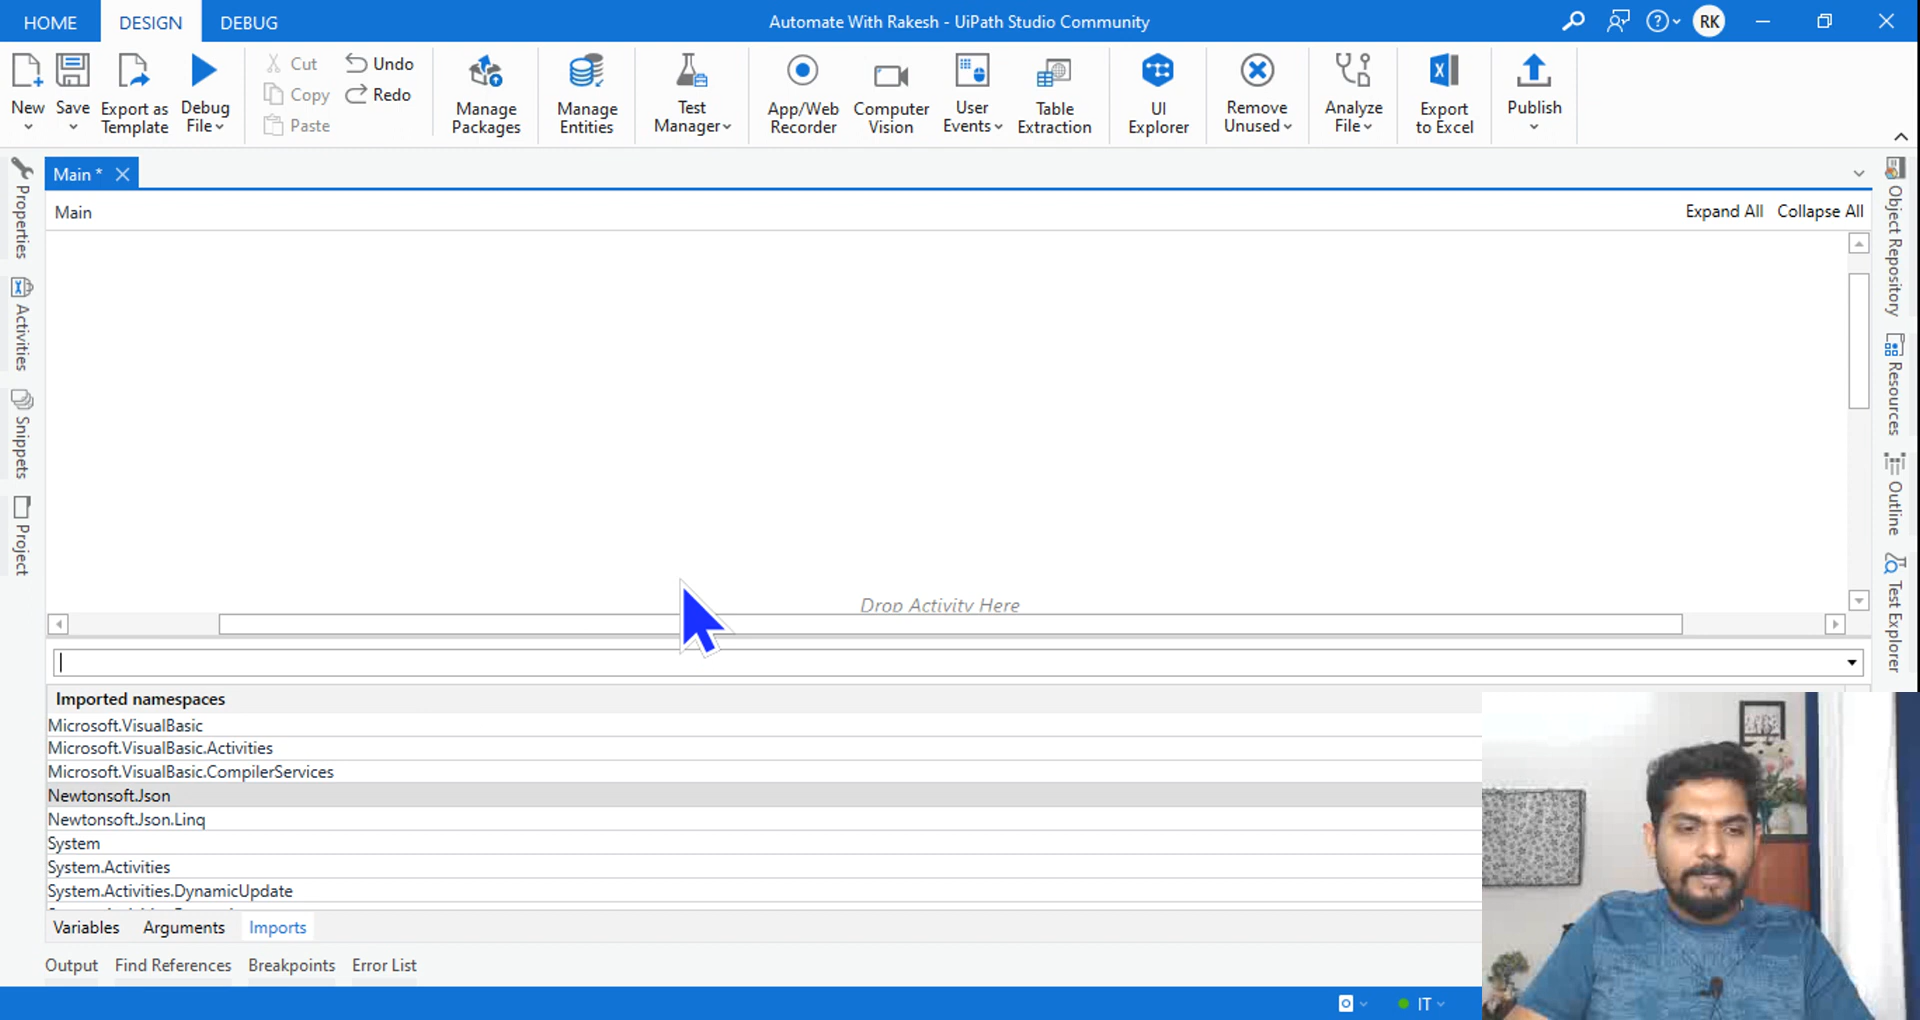 HOME DESIGN DEBUG Automate With Rakesh - UiPath Studio Community RK
New
Save
Export as
Template
Debug
File
Cut
Copy
Paste
Undo
Redo
Manage
Packages
Manage
Entities
Test
Manager
App/Web
Recorder
Computer
Vision
User
Events
Table
Extraction
UI
Explorer
Remove
Unused
Analyze
File
Export
to Excel
Publish
Main *
Main Expand All Collapse All
Properties
Activities
Snippets
Project
Object Repository
Resources
Outline
Test Explorer
Drop Activity Here
Imported namespaces
Microsoft.VisualBasic
Microsoft.VisualBasic.Activities
Microsoft.VisualBasic.CompilerServices
Newtonsoft.Json
Newtonsoft.Json.Linq
System
System.Activities
System.Activities.DynamicUpdate
Variables Arguments Imports
Output Find References Breakpoints Error List
IT